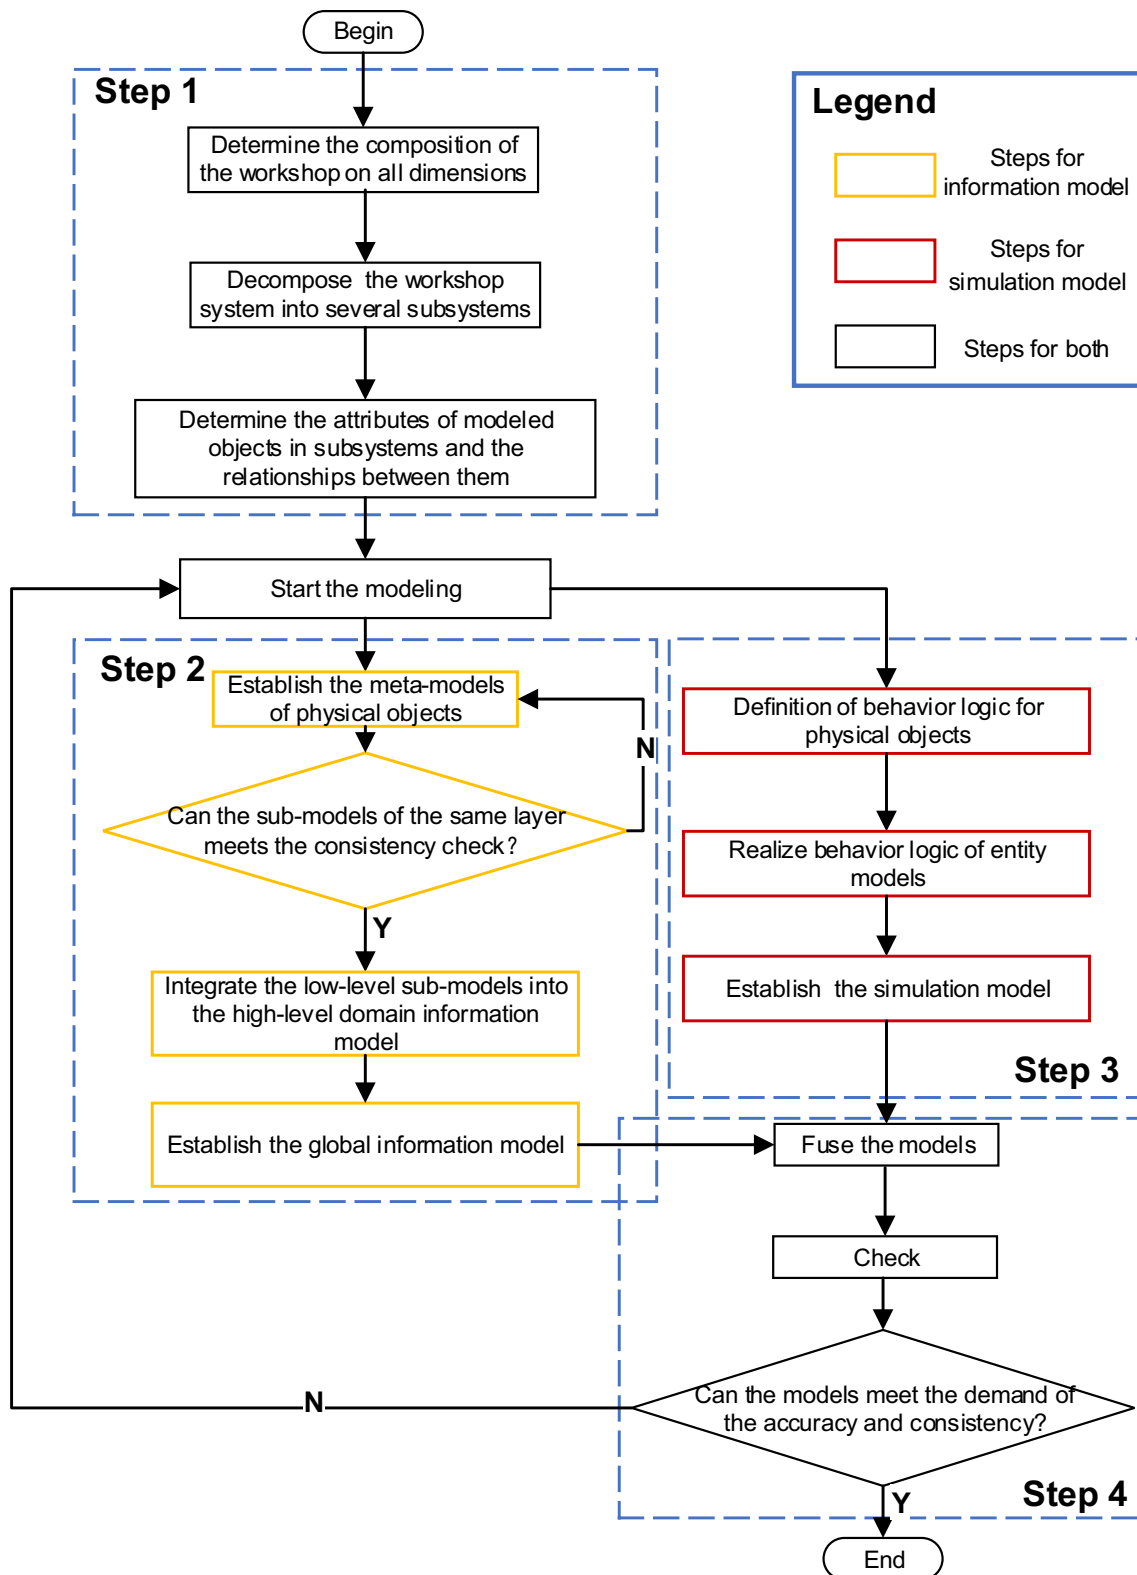 Begin
Step 1
Determine the composition of
the workshop on all dimensions
Decompose the workshop
system into several subsystems
Determine the attributes of modeled
objects in subsystems and the
relationships between them
Legend
Steps for
information model
Steps for
simulation model
Steps for both
Start the modeling
Step 2
Establish the meta-models
of physical objects
N
Can the sub-models of the same layer
meets the consistency check?
Y
Integrate the low-level sub-models into
the high-level domain information
model
Establish the global information model
Definition of behavior logic for
physical objects
Realize behavior logic of entity
models
Establish the simulation model
Step 3
Fuse the models
Check
Can the models meet the demand of
the accuracy and consistency?
N
Y
Step 4
End